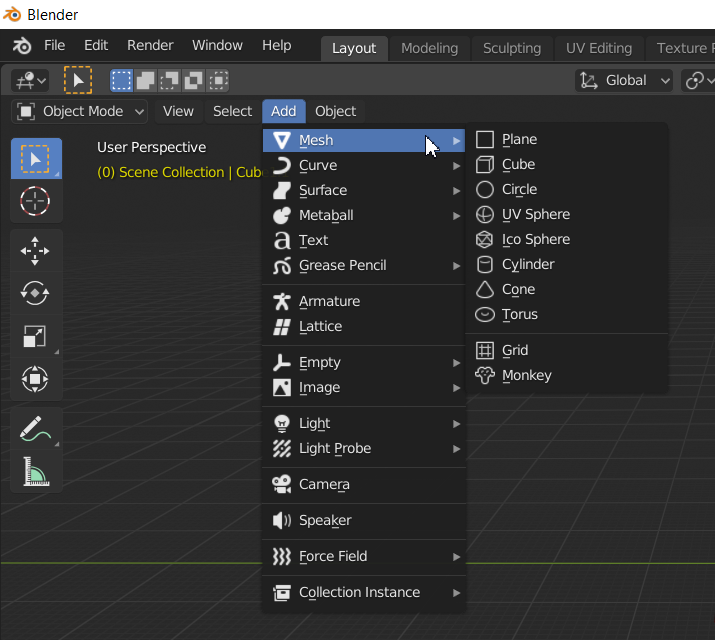 Blender
File Edit Render Window Help Layout Modeling Sculpting UV Editing Texture
Global
Object Mode View Select Add Object
User Perspective
(0) Scene Collection | Cub
Mesh
Curve
Surface
Metaball
Text
Grease Pencil
Armature
Lattice
Empty
Image
Light
Light Probe
Camera
Speaker
Force Field
Collection Instance
Plane
Cube
Circle
UV Sphere
Ico Sphere
Cylinder
Cone
Torus
Grid
Monkey